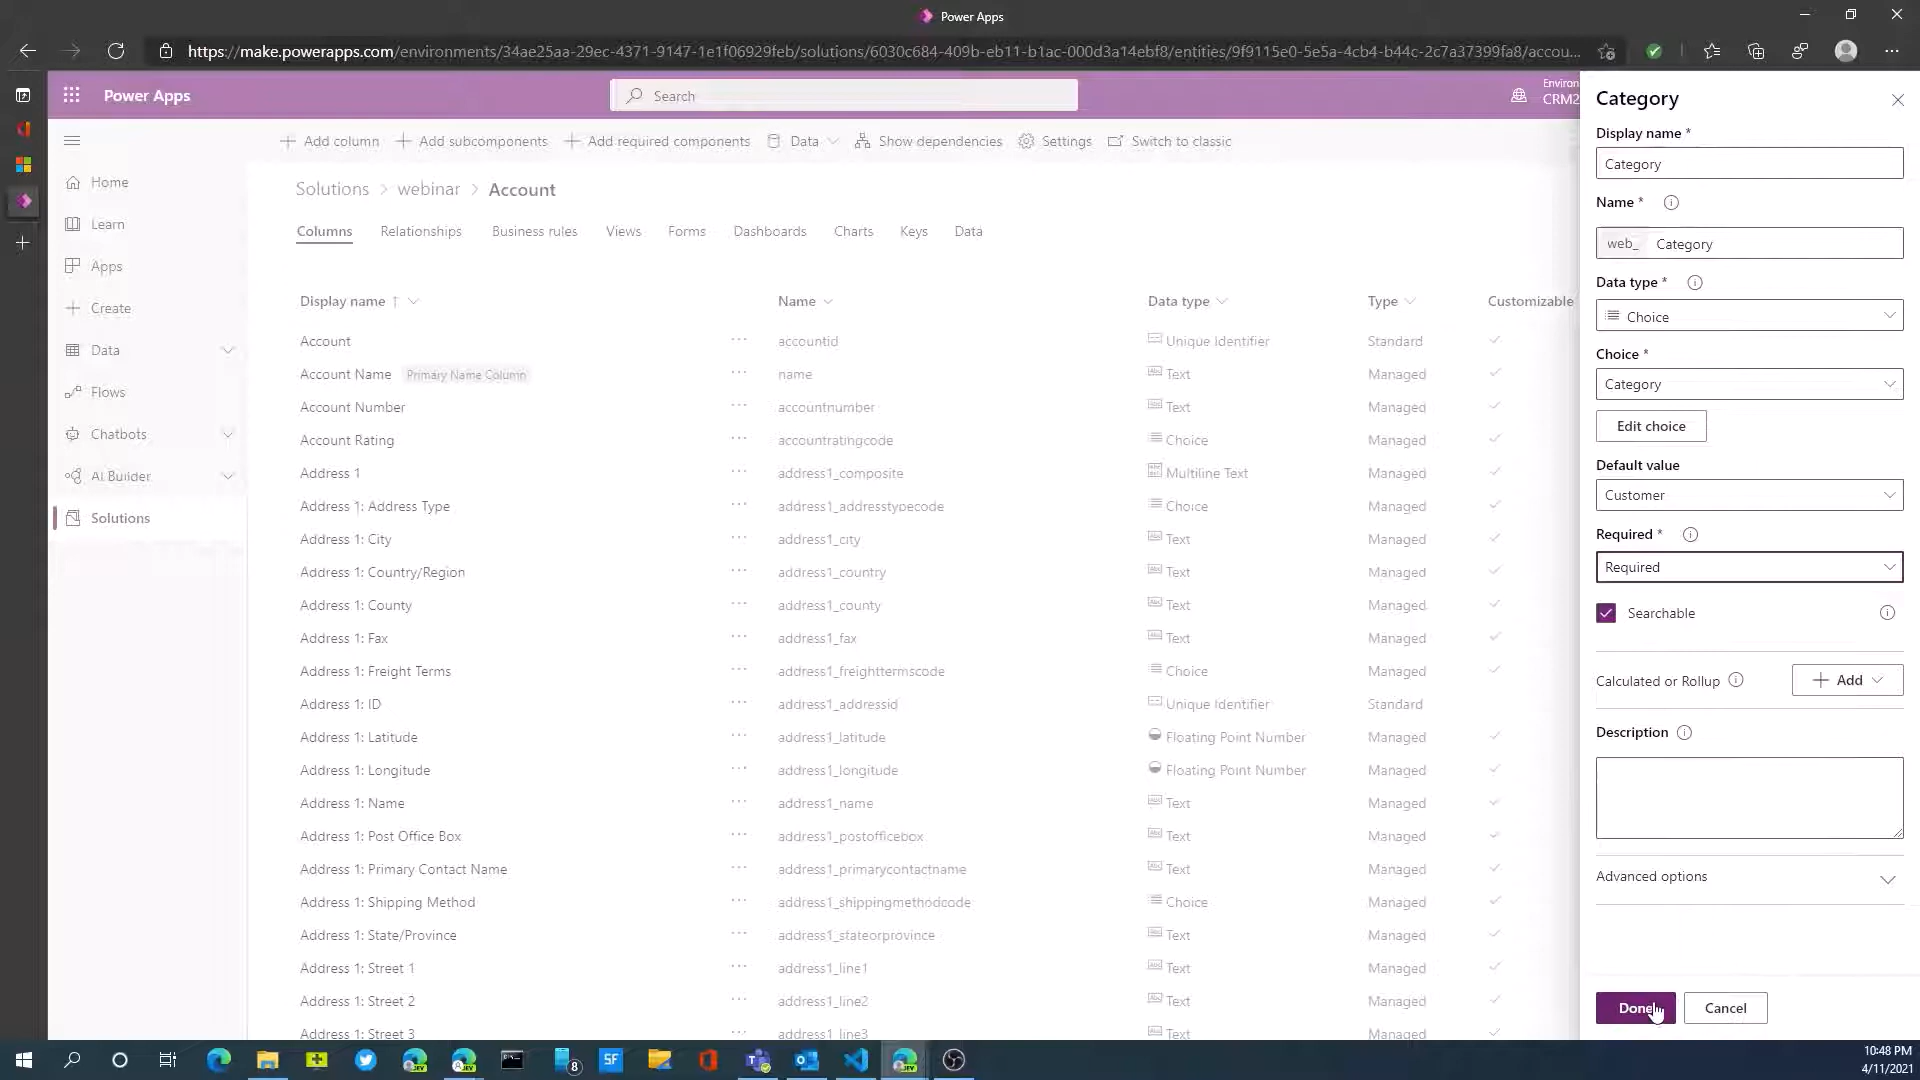 Power Apps
https://make.powerapps.com/environments/34ae25aa-29ec-4371-9147-1e1f06929feb/solutions/6030c684-409b-eb11-b1ac-000d3a14ebf8/entities/9f9115e0-5e5a-4cb4-b44c-2c7a37399fa8/accou...
Power Apps
Search
Environ
CRM2
Add column
Add subcomponents
Add required components
Data
Show dependencies
Settings
Switch to classic
Home
Learn
Apps
Create
Data
Flows
Chatbots
AI Builder
Solutions
Solutions > webinar > Account
Columns Relationships Business rules Views Forms Dashboards Charts Keys Data
Display name ↑ Name Data type Type Customizable
Account ... accountid Unique Identifier Standard
Account Name Primary Name Column ... name Text Managed
Account Number ... accountnumber Text Managed
Account Rating ... accountratingcode Choice Managed
Address 1 ... address1_composite Multiline Text Managed
Address 1: Address Type ... address1_addresstypecode Choice Managed
Address 1: City ... address1_city Text Managed
Address 1: Country/Region ... address1_country Text Managed
Address 1: County ... address1_county Text Managed
Address 1: Fax ... address1_fax Text Managed
Address 1: Freight Terms ... address1_freighttermscode Choice Managed
Address 1: ID ... address1_addressid Unique Identifier Standard
Address 1: Latitude ... address1_latitude Floating Point Number Managed
Address 1: Longitude ... address1_longitude Floating Point Number Managed
Address 1: Name ... address1_name Text Managed
Address 1: Post Office Box ... address1_postofficebox Text Managed
Address 1: Primary Contact Name ... address1_primarycontactname Text Managed
Address 1: Shipping Method ... address1_shippingmethodcode Choice Managed
Address 1: State/Province ... address1_stateorprovince Text Managed
Address 1: Street 1 ... address1_line1 Text Managed
Address 1: Street 2 ... address1_line2 Text Managed
Address 1: Street 3 ... address1_line3 Text Managed
Category
Display name *
Category
Name *
web_ Category
Data type *
Choice
Choice *
Category
Edit choice
Default value
Customer
Required *
Required
Searchable
Calculated or Rollup
Add
Description
Advanced options
Done
Cancel
8
SF
10:48 PM
4/11/2021